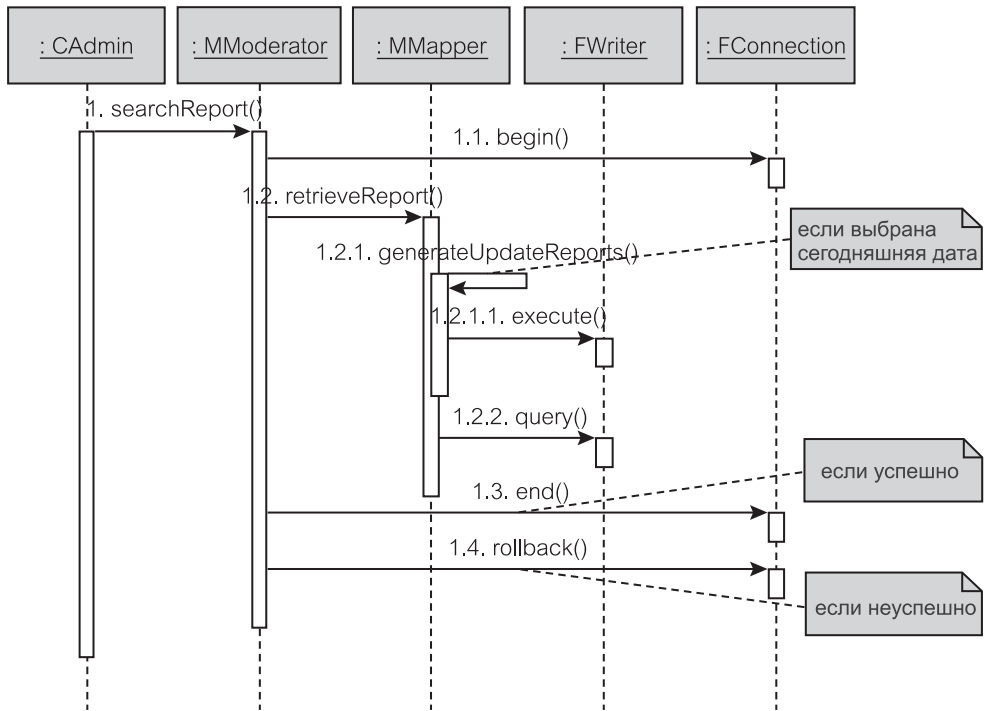 : CAdmin
: MModerator
: MMapper
: FWriter
: FConnection
1. searchReport()
1.1. begin()
1.2. retrieveReport()
если выбрана
сегодняшняя дата
1.2.1. generateUpdateReports()
1.2.1.1. execute()
1.2.2. query()
если успешно
1.3. end()
1.4. rollback()
если неуспешно